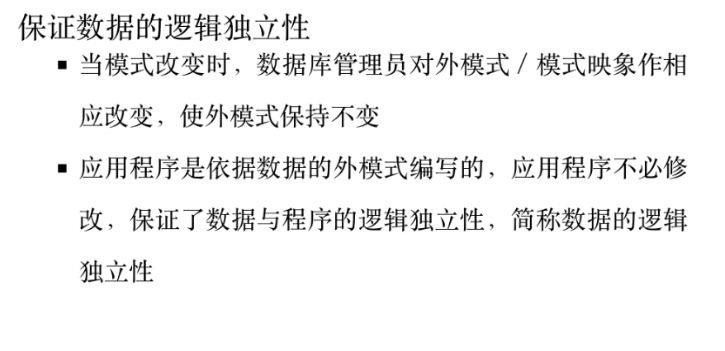 保证数据的逻辑独立性
▪ 当模式改变时，数据库管理员对外模式／模式映象作相
应改变，使外模式保持不变
▪ 应用程序是依据数据的外模式编写的，应用程序不必修
改，保证了数据与程序的逻辑独立性，简称数据的逻辑
独立性